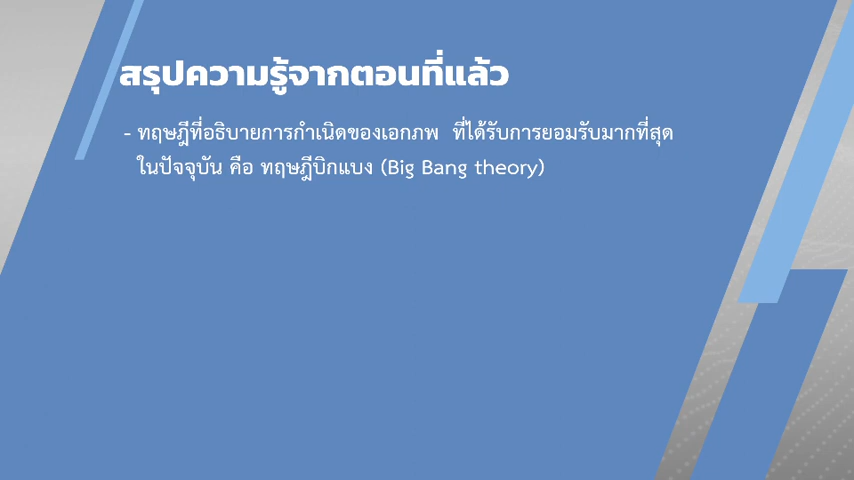 สรุปความรู้จากตอนที่แล้ว
- ทฤษฎีที่อธิบายการกำเนิดของเอกภพ ที่ได้รับการยอมรับมากที่สุด
ในปัจจุบัน คือ ทฤษฎีบิกแบง (Big Bang theory)